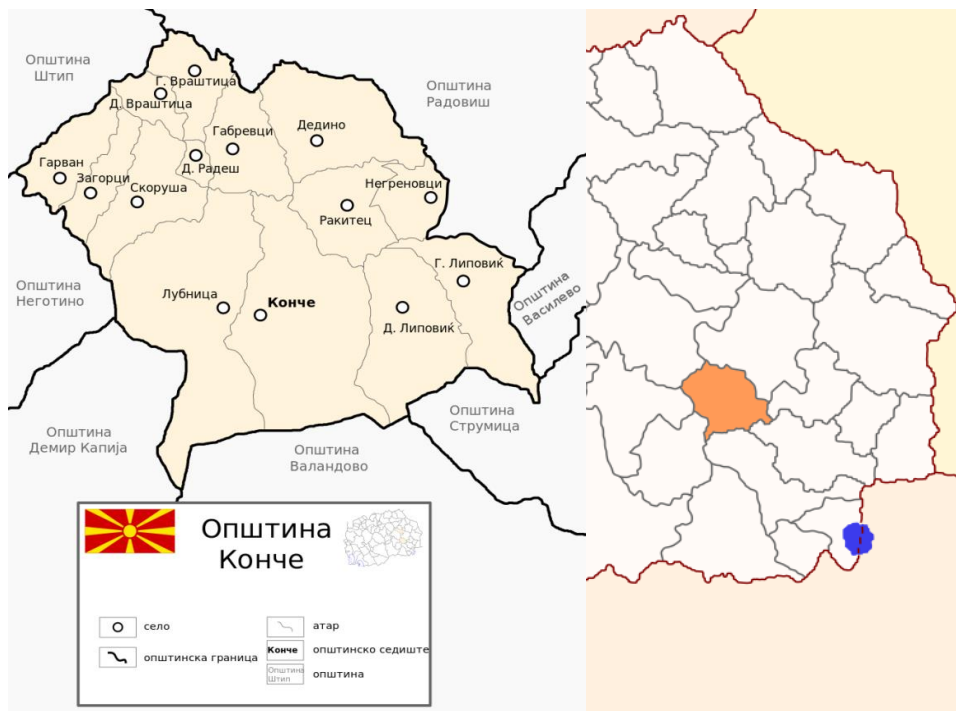 Општина
Штип
Г. Враштица
Д. Враштица
Општина
Радовиш
Габревци
Дедино
Гарван
Д. Радеш
Загорци
Скоруша
Негреновци
Ракитец
Г. Липовиќ
Општина
Неготино
Лубница
Конче
Општина
Василево
Д. Липовиќ
Општина
Струмица
Општина
Демир Капија
Општина
Валандово
Општина
Конче
село
атар
општинска граница
Конче
општинско седиште
Општина
Штип
општина